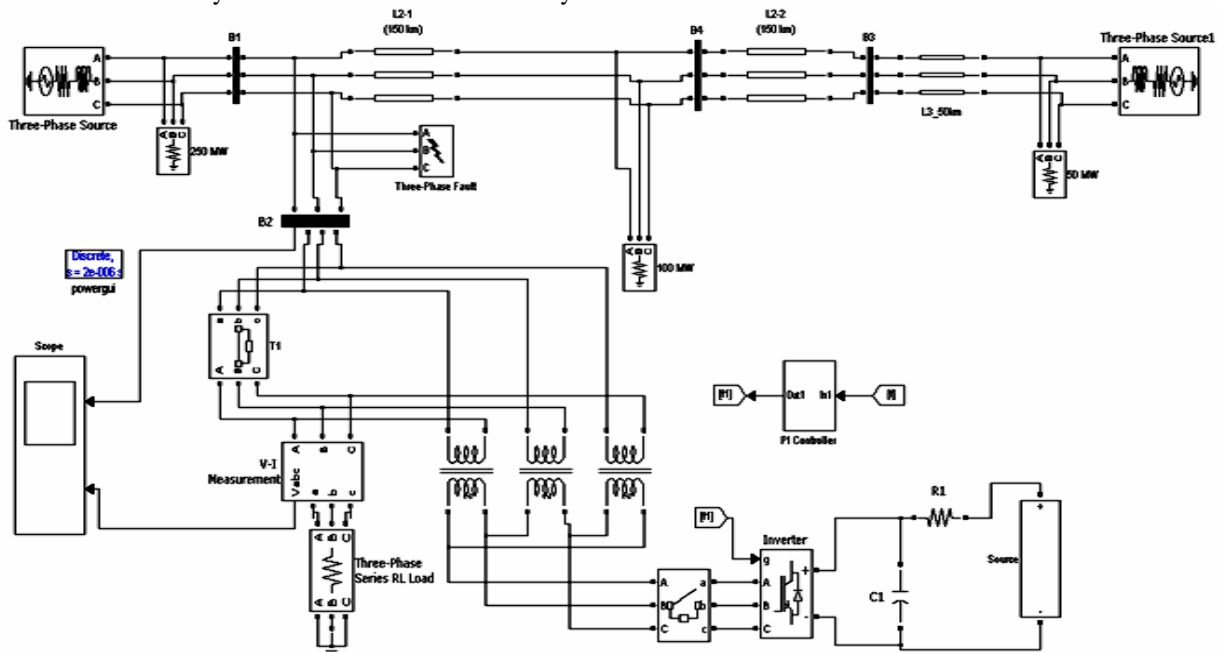 L2-1
(150 km)
L2-2
(150 km)
B1
B4
B3
Three-Phase Source1
A
B
C
A
B
C
Three-Phase Source
L3_50km
A B C
250 MW
A
B
C
Three-Phase Fault
A B C
50 MW
B2
A B C
100 MW
Discrete,
s = 2e-006 s
powergui
a b c
T1
A B C
Scope
Out1
In1
PI Controller
V-I
Measurement
A B C
Vabc
a b c
R1
[f1]
Inverter
Three-Phase
Series RL Load
A B C
A B C
g
A
B
C
+
-
A
B
C
a
b
c
C1
Source
+
-